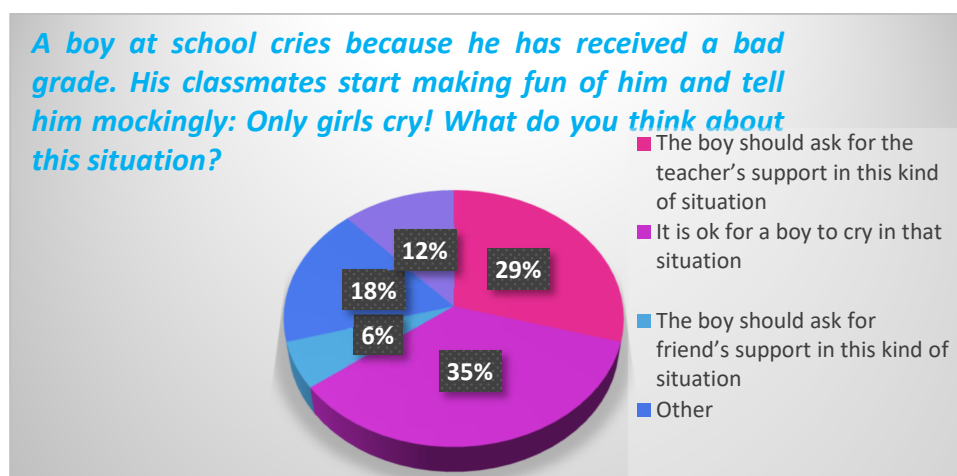 A boy at school cries because he has received a bad
grade. His classmates start making fun of him and tell
him mockingly: Only girls cry! What do you think about
this situation?
The boy should ask for the
teacher’s support in this kind
of situation
It is ok for a boy to cry in that
situation
The boy should ask for
friend’s support in this kind of
situation
Other
12%
29%
18%
6%
35%